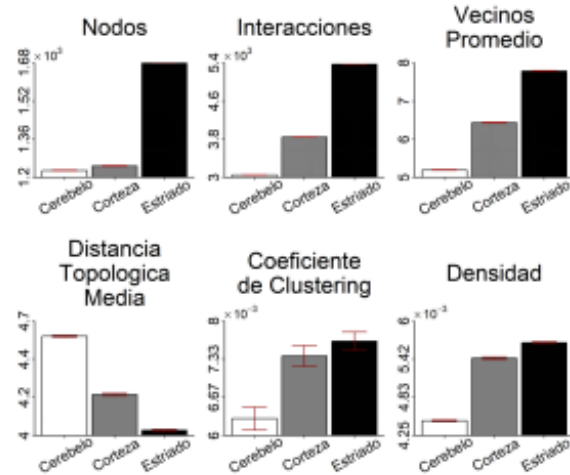 Nodos
× 10³
1.68
1.52
1.36
1.2
Cerebelo
Corteza
Estriado
Interacciones
× 10³
5.4
4.6
3.8
3
Cerebelo
Corteza
Estriado
Vecinos
Promedio
8
7
6
5
Cerebelo
Corteza
Estriado
Distancia
Topologica
Media
4.7
4.4
4.2
4
Cerebelo
Corteza
Estriado
Coeficiente
de Clustering
× 10⁻³
8
7.33
6.67
6
Cerebelo
Corteza
Estriado
Densidad
× 10⁻³
6
5.42
4.83
4.25
Cerebelo
Corteza
Estriado